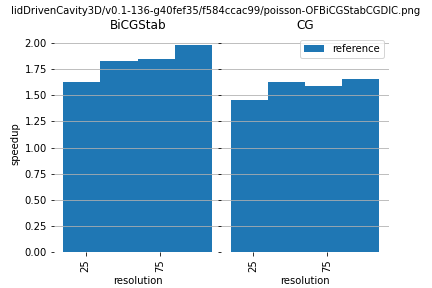 lidDrivenCavity3D/v0.1-136-g40fef35/f584ccac99/poisson-OFBiCGStabCGDIC.png
BiCGStab
CG
reference
2.00
1.75
1.50
1.25
1.00
0.75
0.50
0.25
0.00
speedup
25
75
25
75
resolution
resolution